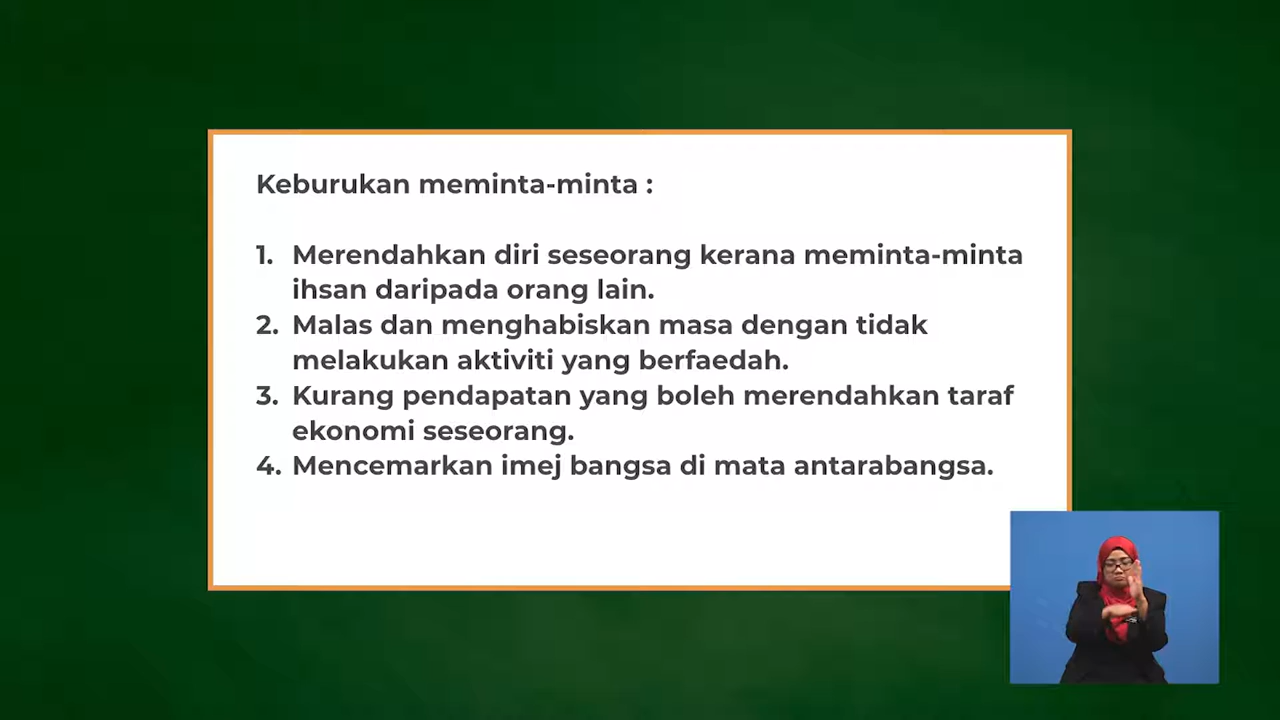 Keburukan meminta-minta :
1. Merendahkan diri seseorang kerana meminta-minta
ihsan daripada orang lain.
2. Malas dan menghabiskan masa dengan tidak
melakukan aktiviti yang berfaedah.
3. Kurang pendapatan yang boleh merendahkan taraf
ekonomi seseorang.
4. Mencemarkan imej bangsa di mata antarabangsa.